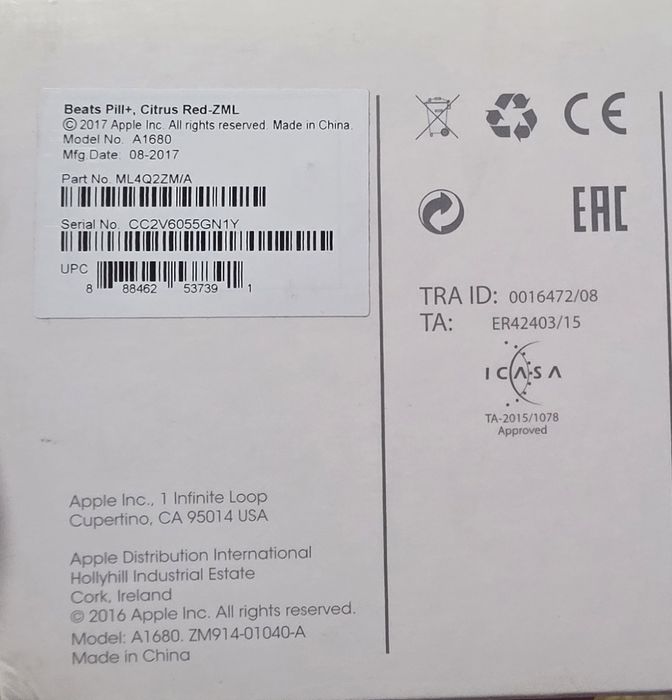 Beats Pill+, Citrus Red-ZML
© 2017 Apple Inc. All rights reserved. Made in China.
Model No. A1680
Mfg.Date: 08-2017
Part No. ML4Q2ZM/A
Serial No. CC2V6055GN1Y
UPC
8 88462 53739 1
CE
EAC
TRA ID: 0016472/08
TA: ER42403/15
ICASA
TA-2015/1078
Approved
Apple Inc., 1 Infinite Loop
Cupertino, CA 95014 USA
Apple Distribution International
Hollyhill Industrial Estate
Cork, Ireland
© 2016 Apple Inc. All rights reserved.
Model: A1680. ZM914-01040-A
Made in China